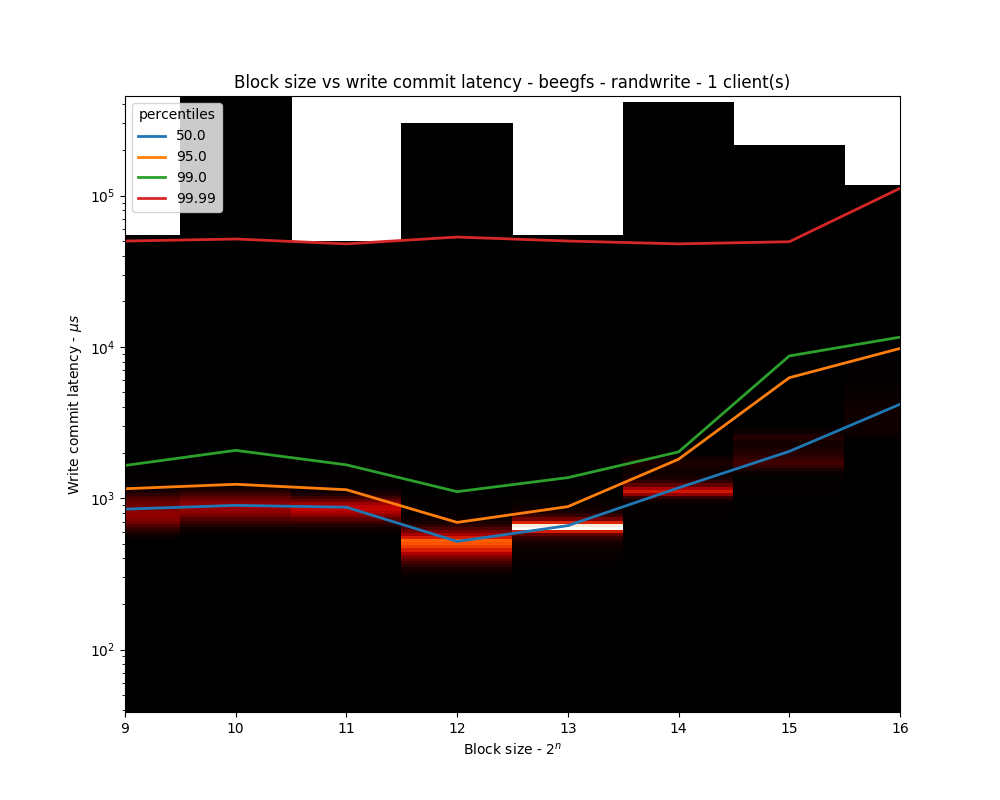 Block size vs write commit latency - beegfs - randwrite - 1 client(s)
percentiles
50.0
95.0
99.0
99.99
10⁵
10⁴
10³
10²
Write commit latency - μs
9 10 11 12 13 14 15 16
Block size - 2ⁿ